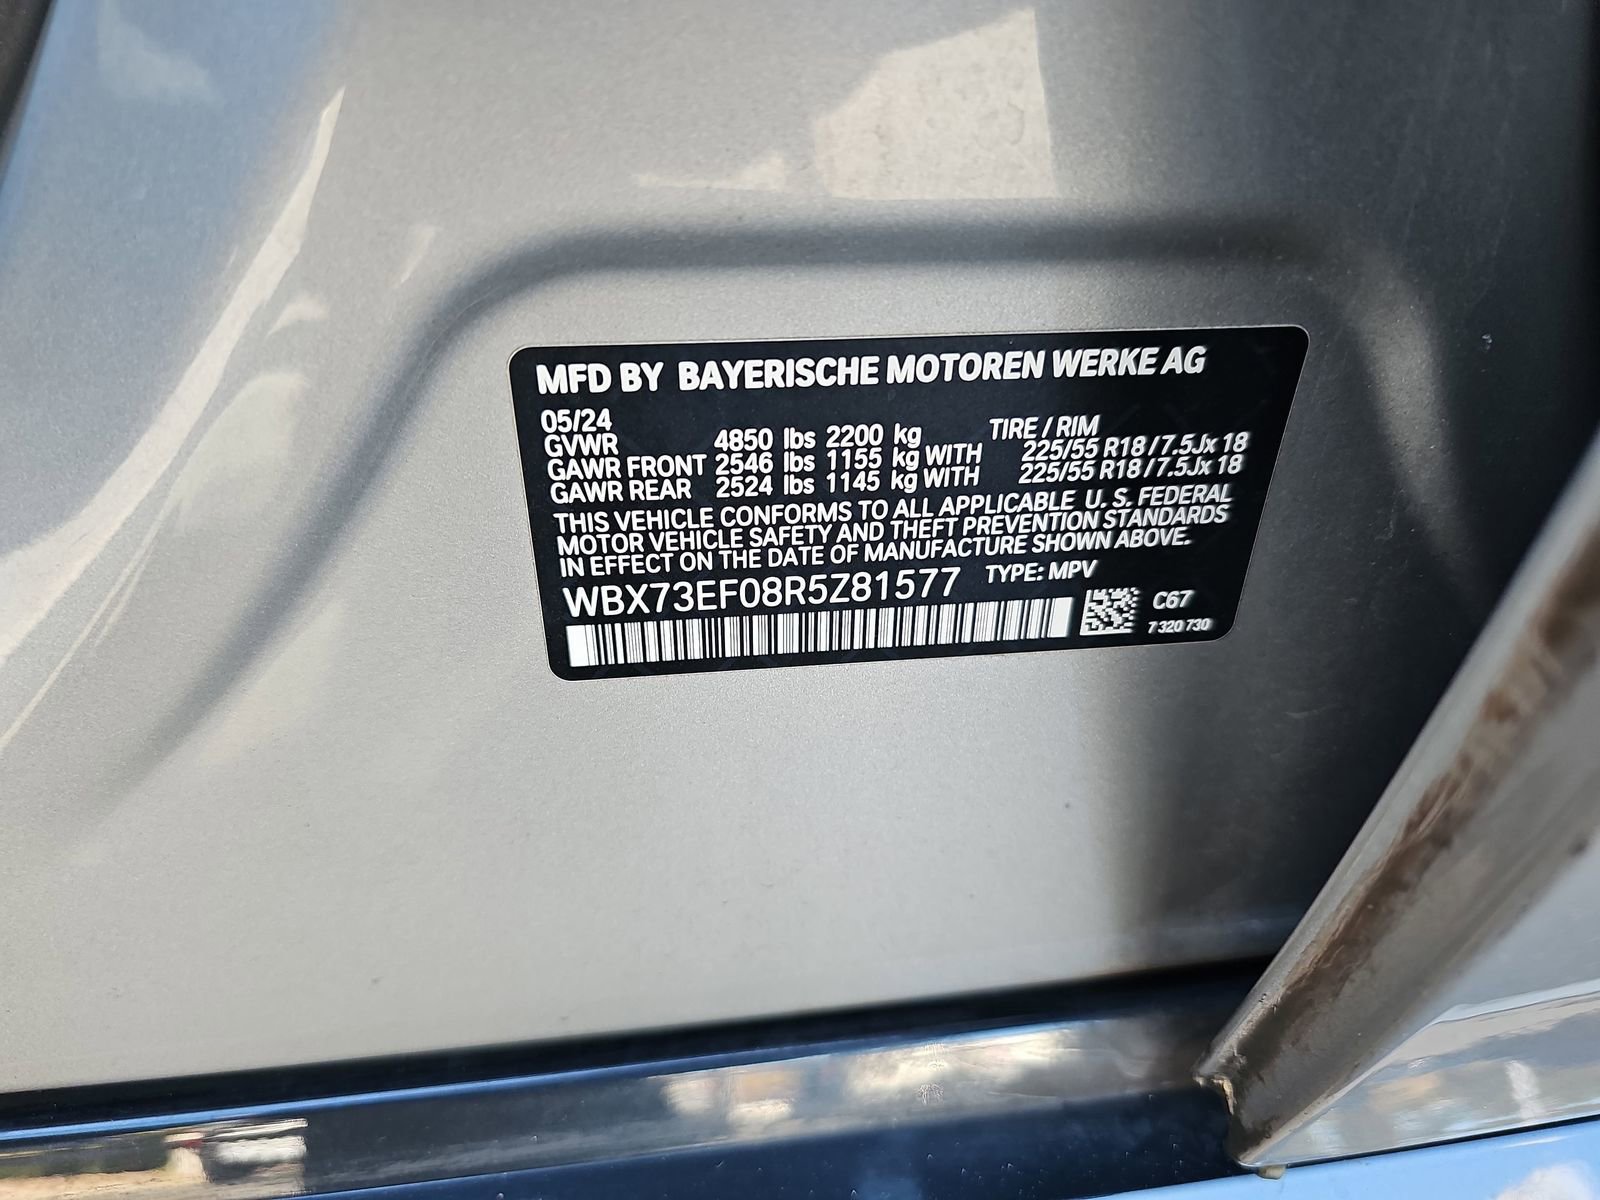 MFD BY BAYERISCHE MOTOREN WERKE AG
05/24
GVWR 4850 lbs 2200 kg TIRE / RIM
GAWR FRONT 2546 lbs 1155 kg WITH 225/55 R18 / 7.5Jx 18
GAWR REAR 2524 lbs 1145 kg WITH 225/55 R18 / 7.5Jx 18
THIS VEHICLE CONFORMS TO ALL APPLICABLE U. S. FEDERAL
MOTOR VEHICLE SAFETY AND THEFT PREVENTION STANDARDS
IN EFFECT ON THE DATE OF MANUFACTURE SHOWN ABOVE.
WBX73EF08R5Z81577 TYPE: MPV
C67
7 320 730